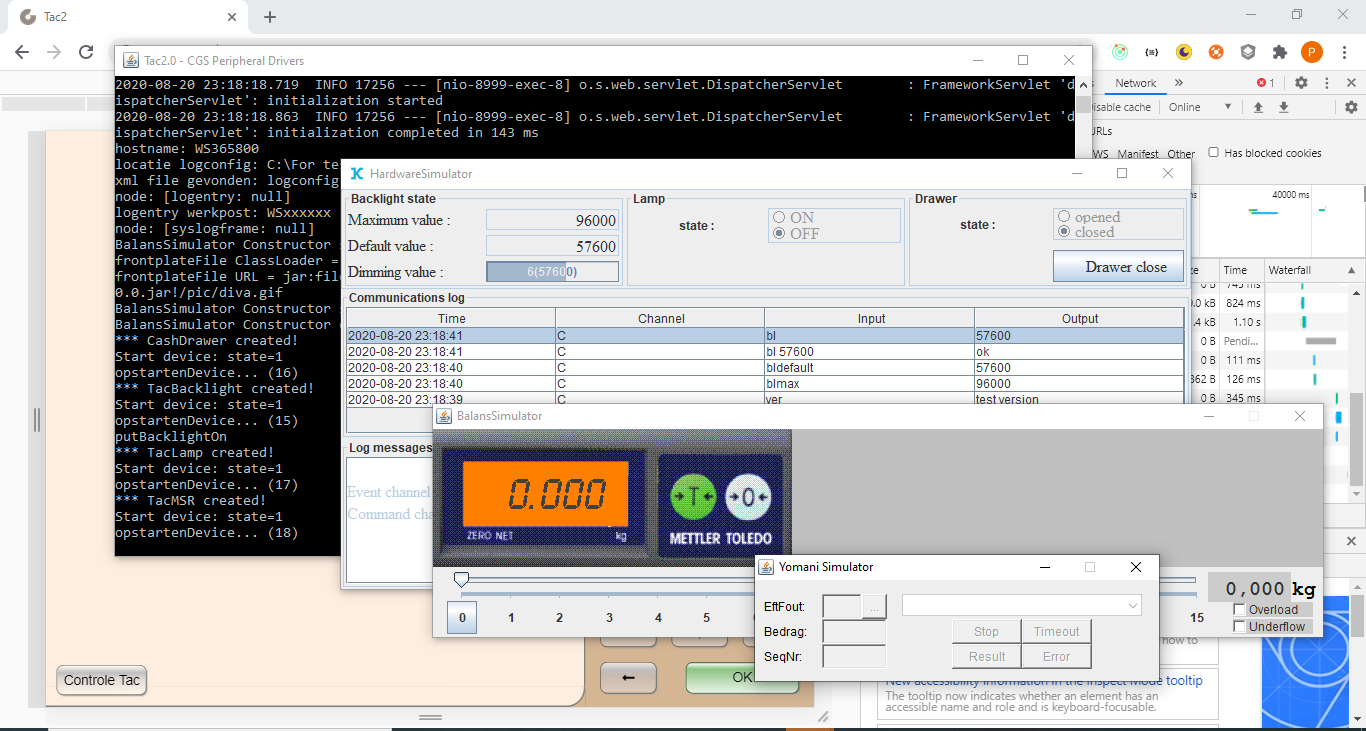 Tac2
Tac2.0 - CGS Peripheral Drivers
2020-08-20 23:18:18.719  INFO 17256 --- [nio-8999-exec-8] o.s.web.servlet.DispatcherServlet        : FrameworkServlet 'd
ispatcherServlet': initialization started
2020-08-20 23:18:18.863  INFO 17256 --- [nio-8999-exec-8] o.s.web.servlet.DispatcherServlet        : FrameworkServlet 'd
ispatcherServlet': initialization completed in 143 ms
hostname: WS365800
locatie logconfig: C:\For te
xml file gevonden: logconfig
node: [logentry: null]
logentry werkpost: WSxxxxxx
node: [syslogframe: null]
BalansSimulator Constructor
frontplateFile ClassLoader =
frontplateFile URL = jar:file
0.0.jar!/pic/diva.gif
BalansSimulator Constructor
BalansSimulator Constructor
*** CashDrawer created!
Start device: state=1
opstartenDevice... (16)
*** TacBacklight created!
Start device: state=1
opstartenDevice... (15)
putBacklightOn
*** TacLamp created!
Start device: state=1
opstartenDevice... (17)
*** TacMSR created!
Start device: state=1
opstartenDevice... (18)
HardwareSimulator
Backlight state
Maximum value : 96000
Default value : 57600
Dimming value : 6(57600)
Lamp
state :
ON
OFF
Drawer
state :
opened
closed
Drawer close
Communications log
Time Channel Input Output
2020-08-20 23:18:41 C bl 57600
2020-08-20 23:18:41 C bl 57600 ok
2020-08-20 23:18:40 C bldefault 57600
2020-08-20 23:18:40 C blmax 96000
2020-08-20 23:18:39 C ver test version
Log messages
Event channel
Command cha
BalansSimulator
0.000
ZERO NET kg
T 0
METTLER TOLEDO
0 1 2 3 4 5 15
0,000 kg
Overload
Underflow
Yomani Simulator
EftFout: ...
Bedrag:
SeqNr:
Stop Timeout
Result Error
Controle Tac
← OK
P
Network » 1
isable cache Online
URLs
WS Manifest Other Has blocked cookies
ms 40000 ms
ce Time Waterfall
0 B 745 ms
.0 kB 824 ms
.4 kB 1.10 s
0 B Pendi...
0 B 111 ms
362 B 126 ms
0 B 345 ms
how to
New accessibility information in the Inspect Mode tooltip
The tooltip now indicates whether an element has an
accessible name and role and is keyboard-focusable.